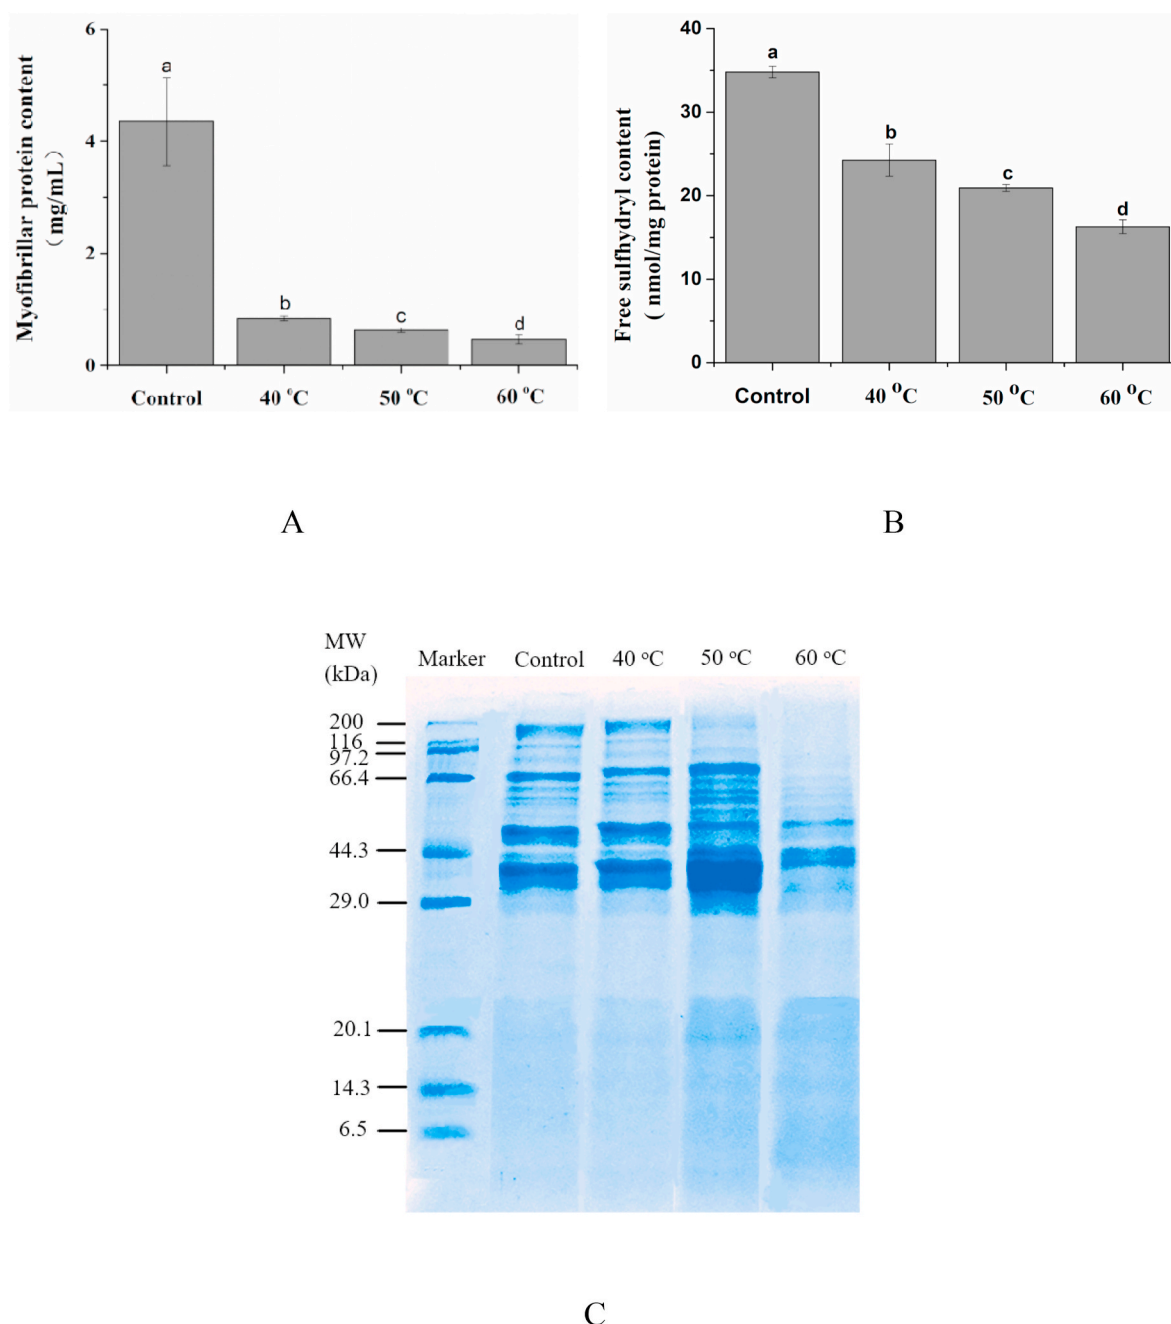 Myofibrillar protein content
(mg/mL)
6
4
2
0
a
b
c
d
Control
40 °C
50 °C
60 °C
A
Free sulfhydryl content
( nmol/mg protein)
40
30
20
10
0
a
b
c
d
Control
40 °C
50 °C
60 °C
B
MW
(kDa)
Marker Control 40 °C 50 °C 60 °C
200
116
97.2
66.4
44.3
29.0
20.1
14.3
6.5
C